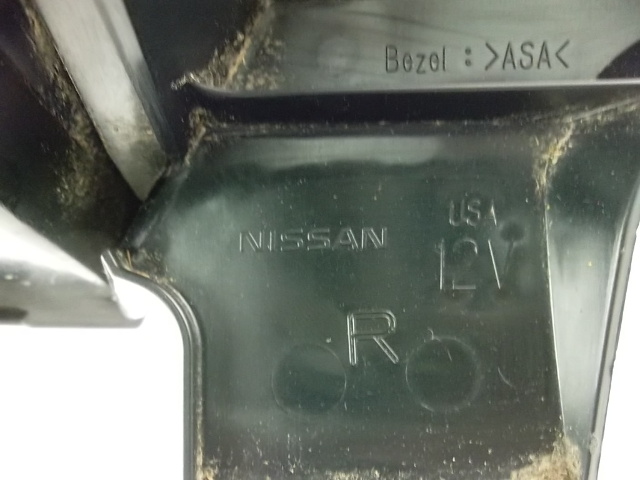 Bezel : >ASA<
USA
NISSAN
12V
R